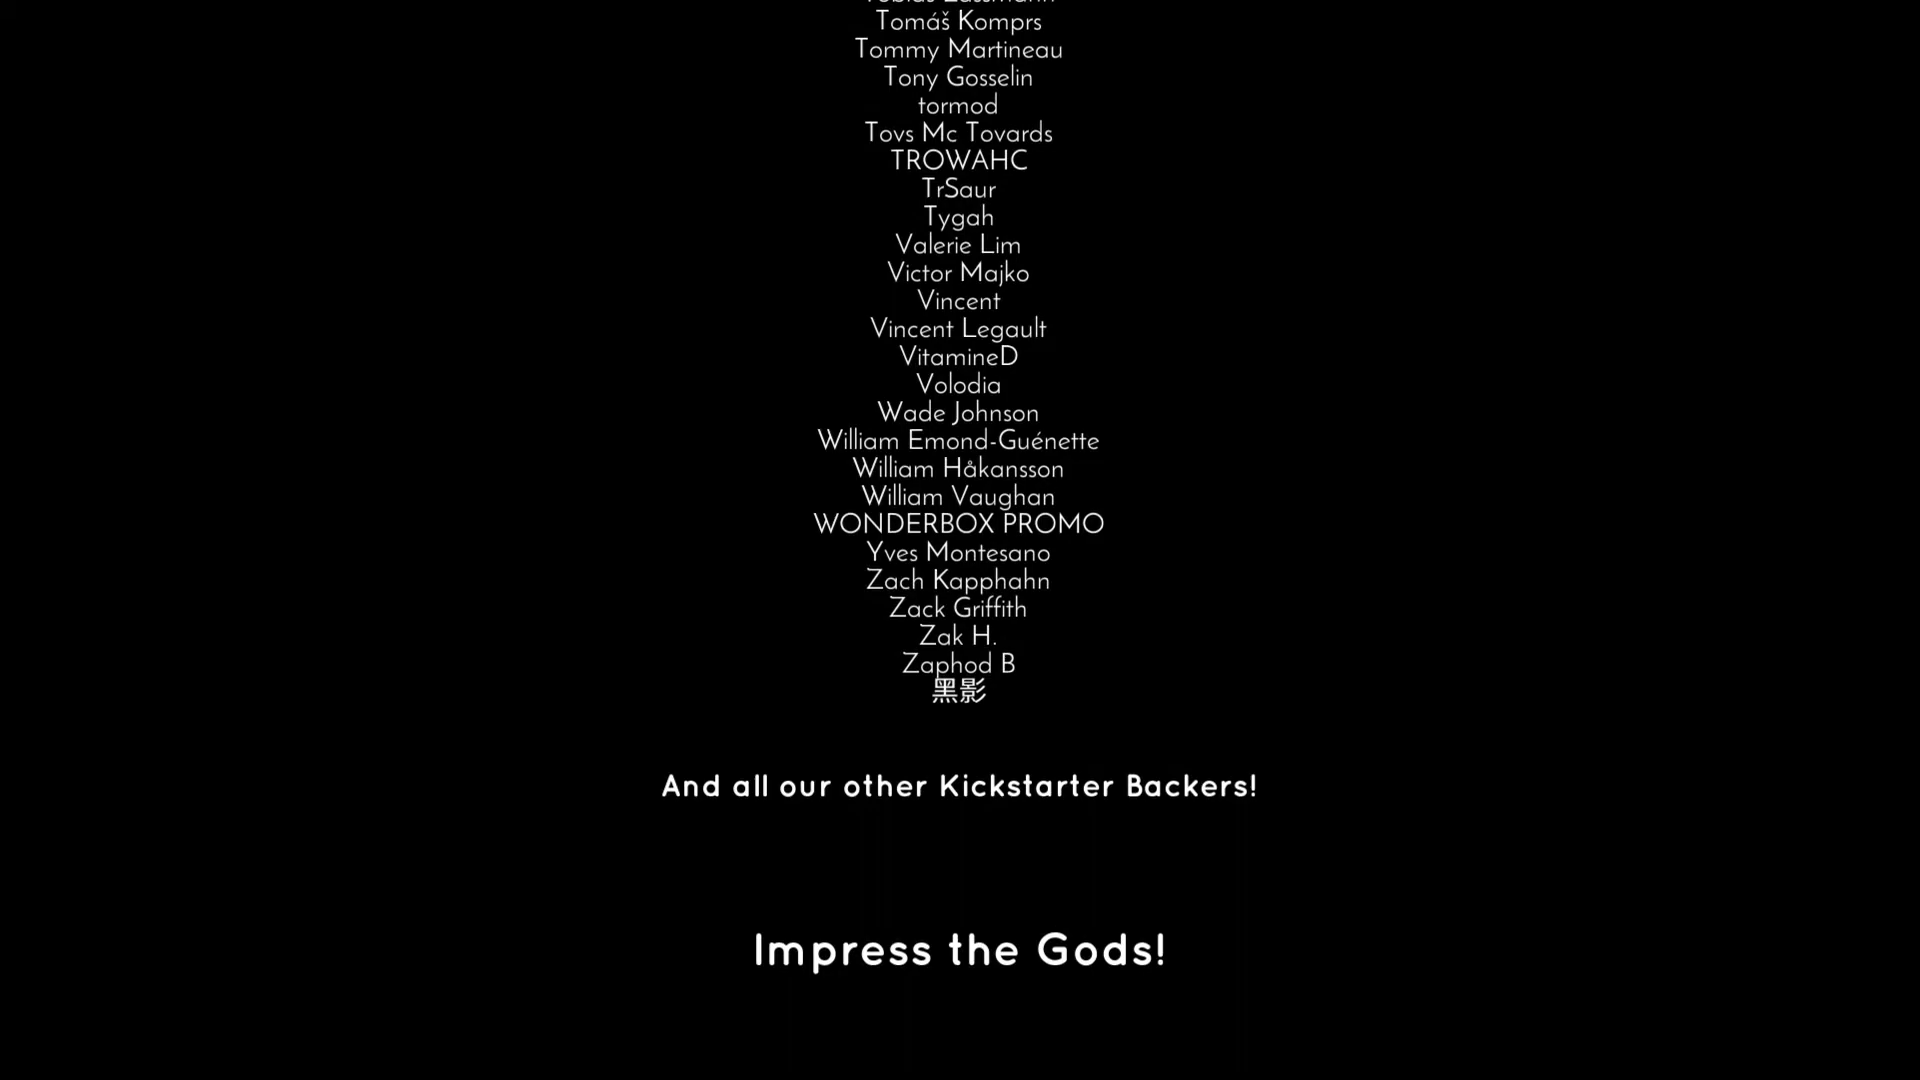 Tomáš Komprs
Tommy Martineau
Tony Gosselin
tormod
Tovs Mc Tovards
TROWAHC
TrSaur
Tygah
Valerie Lim
Victor Majko
Vincent
Vincent Legault
VitamineD
Volodia
Wade Johnson
William Emond-Guénette
William Håkansson
William Vaughan
WONDERBOX PROMO
Yves Montesano
Zach Kapphahn
Zack Griffith
Zak H.
Zaphod B
黑影
And all our other Kickstarter Backers!
Impress the Gods!